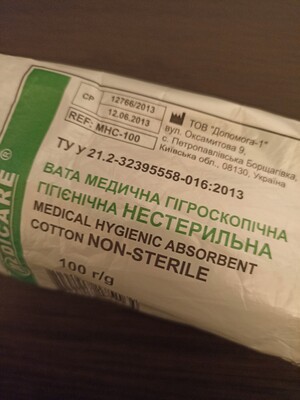 СР 12766/2013
12.06.2013
REF: MHC-100
ТОВ "Допомога-1"
вул. Оксамитова 9,
с. Петропавлівська Борщагівка,
Київська обл., 08130, Україна
ТУ У 21.2-32395558-016:2013
ВАТА МЕДИЧНА ГІГРОСКОПІЧНА
ГІГІЄНІЧНА НЕСТЕРИЛЬНА
MEDICAL HYGIENIC ABSORBENT
COTTON NON-STERILE
100 г/g